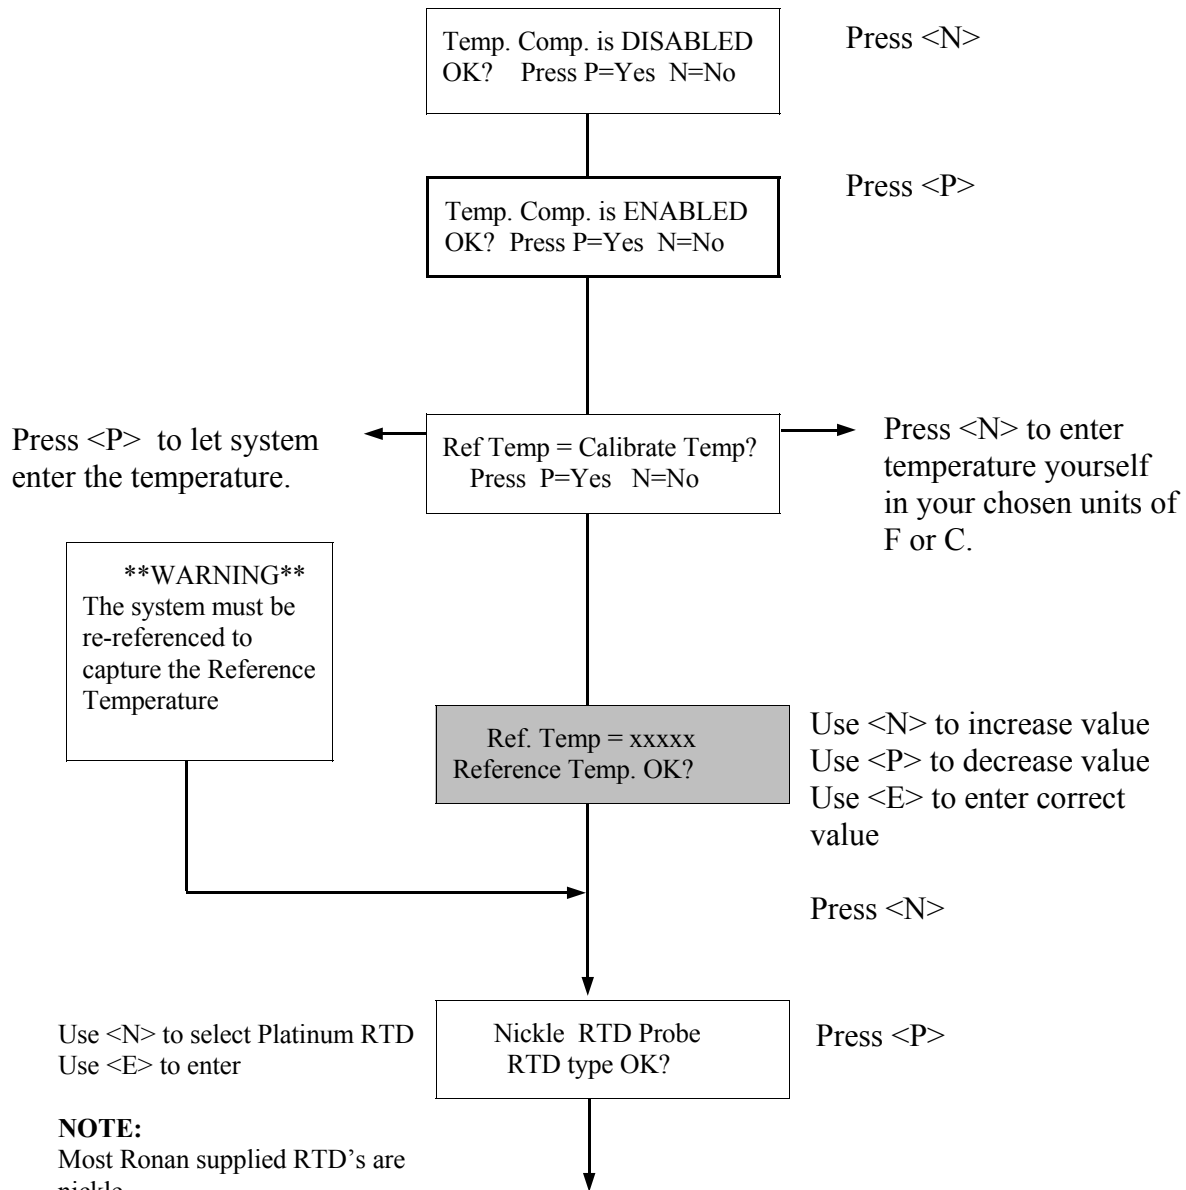 Temp. Comp. is DISABLED
OK? Press P=Yes N=No
Press <N>
Temp. Comp. is ENABLED
OK? Press P=Yes N=No
Press <P>
Press <P> to let system
enter the temperature.
Ref Temp = Calibrate Temp?
Press P=Yes N=No
Press <N> to enter
temperature yourself
in your chosen units of
F or C.
**WARNING**
The system must be
re-referenced to
capture the Reference
Temperature
Ref. Temp = xxxxx
Reference Temp. OK?
Use <N> to increase value
Use <P> to decrease value
Use <E> to enter correct
value
Press <N>
Use <N> to select Platinum RTD
Use <E> to enter
Nickle RTD Probe
RTD type OK?
Press <P>
NOTE:
Most Ronan supplied RTD's are
nickle